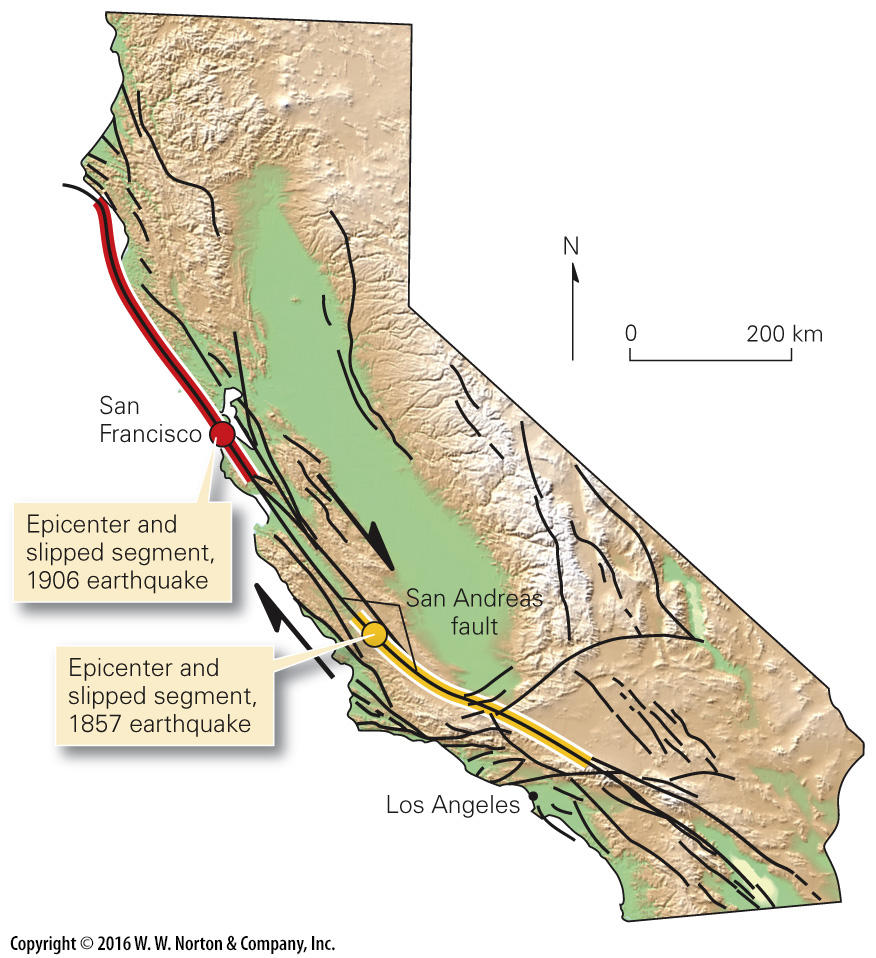 N
0 200 km
San
Francisco
Epicenter and
slipped segment,
1906 earthquake
San Andreas
fault
Epicenter and
slipped segment,
1857 earthquake
Los Angeles
Copyright © 2016 W. W. Norton & Company, Inc.